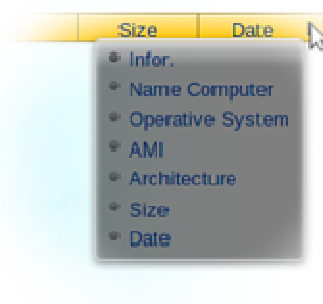 Size Date
Infor.
Name Computer
Operative System
AMI
Architecture
Size
Date